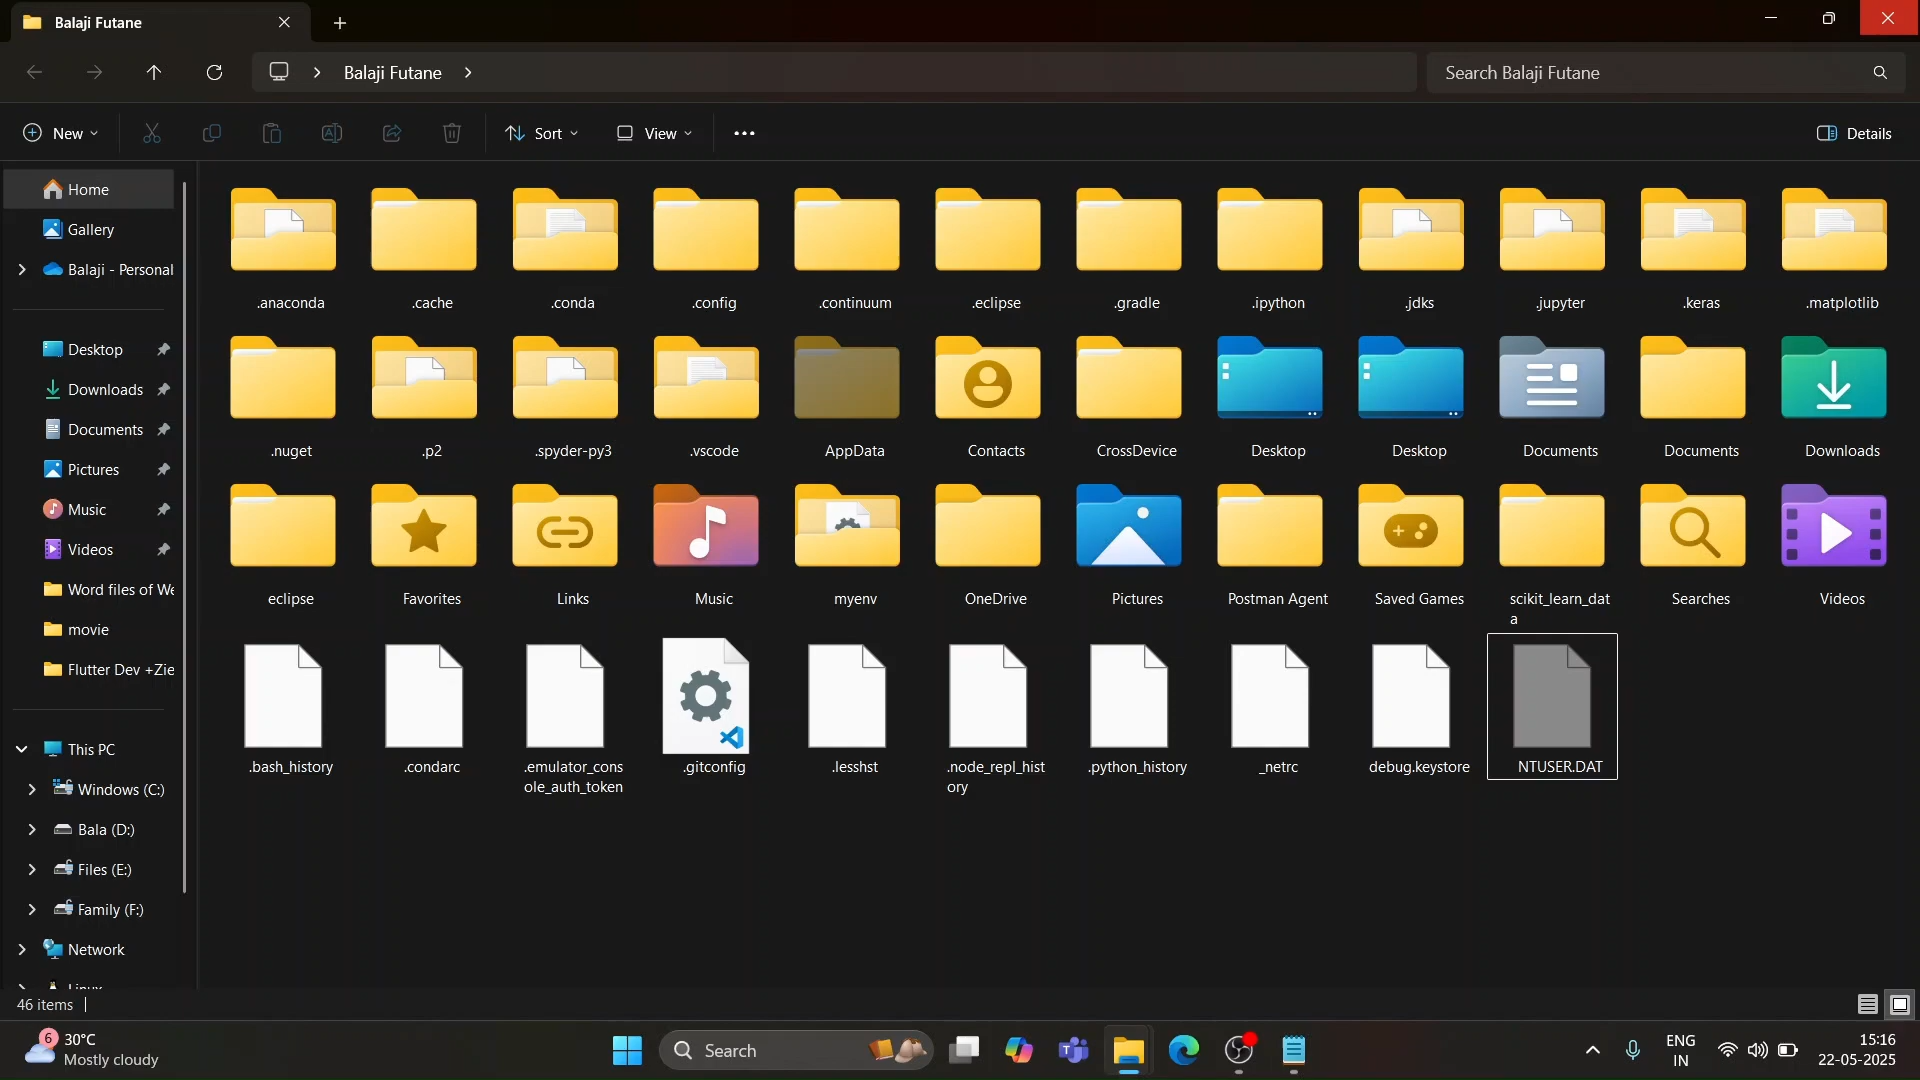 Balaji Futane
Balaji Futane
Search Balaji Futane
New
Sort
View
Details
Home
Gallery
Balaji - Personal
Desktop
Downloads
Documents
Pictures
Music
Videos
Word files of We
movie
Flutter Dev +Zie
This PC
Windows (C:)
Bala (D:)
Files (E:)
Family (F:)
Network
Linux
.anaconda
.cache
.conda
.config
.continuum
.eclipse
.gradle
.ipython
.jdks
.jupyter
.keras
.matplotlib
.nuget
.p2
.spyder-py3
.vscode
AppData
Contacts
CrossDevice
Desktop
Desktop
Documents
Documents
Downloads
eclipse
Favorites
Links
Music
myenv
OneDrive
Pictures
Postman Agent
Saved Games
scikit_learn_dat
a
Searches
Videos
.bash_history
.condarc
.emulator_cons
ole_auth_token
.gitconfig
.lesshst
.node_repl_hist
ory
.python_history
_netrc
debug.keystore
NTUSER.DAT
46 items
6
30°C
Mostly cloudy
Search
ENG
IN
15:16
22-05-2025